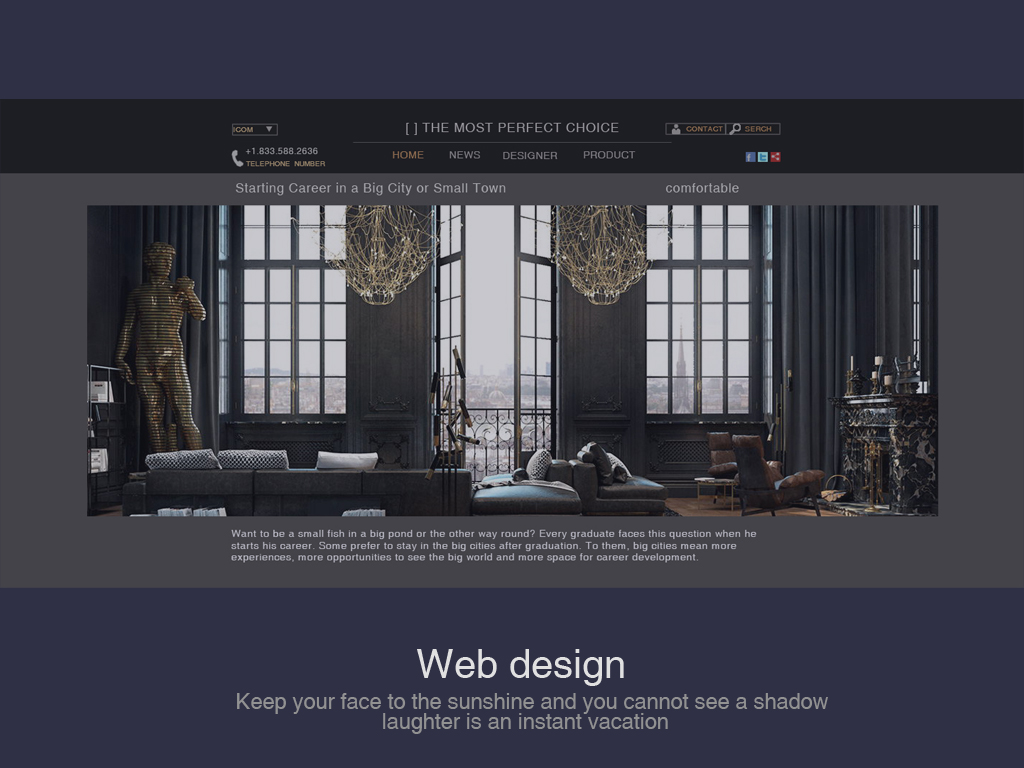 ICOM
[ ] THE MOST PERFECT CHOICE
CONTACT
SERCH
+1.833.588.2636
TELEPHONE NUMBER
HOME
NEWS
DESIGNER
PRODUCT
Starting Career in a Big City or Small Town
comfortable
Want to be a small fish in a big pond or the other way round? Every graduate faces this question when he
starts his career. Some prefer to stay in the big cities after graduation. To them, big cities mean more
experiences, more opportunities to see the big world and more space for career development.
Web design
Keep your face to the sunshine and you cannot see a shadow
laughter is an instant vacation